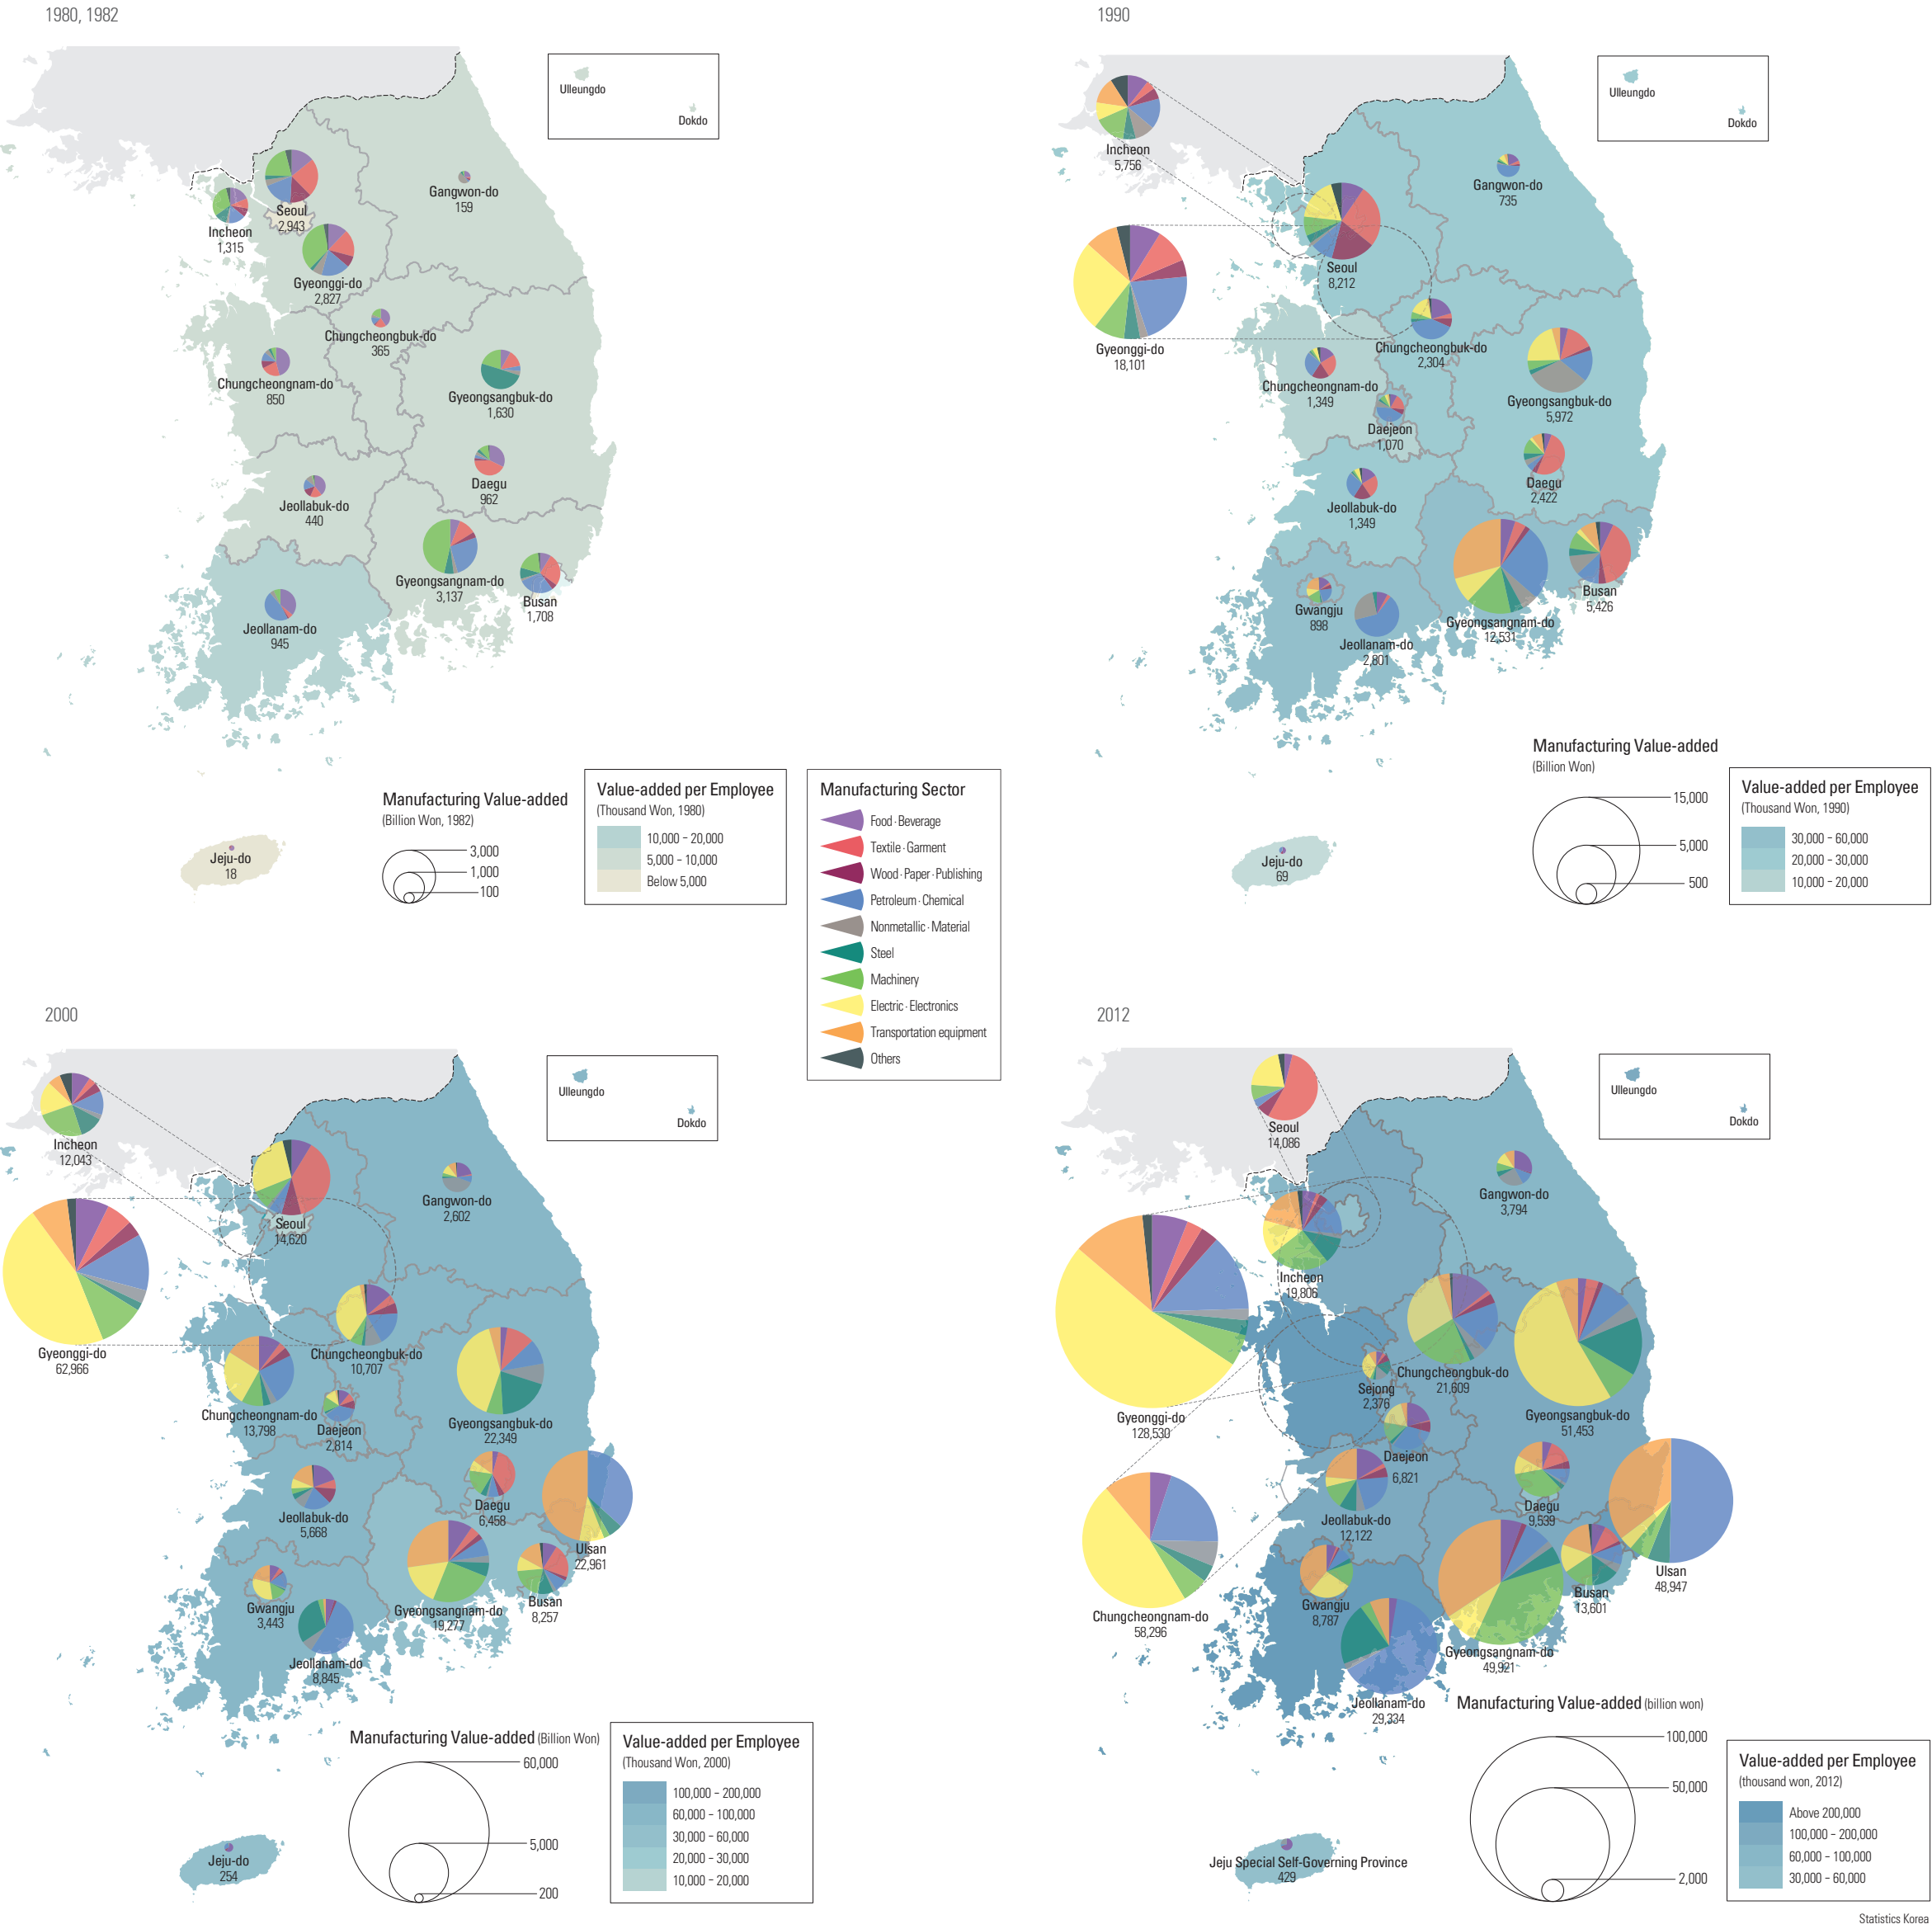 1980, 1982
Ulleungdo
Dokdo
Gangwon-do
159
Seoul
2,943
Incheon
1,315
Gyeonggi-do
2,827
Chungcheongbuk-do
365
Chungcheongnam-do
850
Gyeongsangbuk-do
1,630
Daegu
962
Jeollabuk-do
440
Gyeongsangnam-do
3,137
Busan
1,708
Jeollanam-do
945
Jeju-do
18
Manufacturing Value-added
(Billion Won, 1982)
3,000
1,000
100
Value-added per Employee
(Thousand Won, 1980)
10,000 - 20,000
5,000 - 10,000
Below 5,000
Manufacturing Sector
Food · Beverage
Textile · Garment
Wood · Paper · Publishing
Petroleum · Chemical
Nonmetallic · Material
Steel
Machinery
Electric · Electronics
Transportation equipment
Others
1990
Ulleungdo
Dokdo
Incheon
5,756
Gangwon-do
735
Seoul
8,212
Gyeonggi-do
18,101
Chungcheongbuk-do
2,304
Chungcheongnam-do
1,349
Gyeongsangbuk-do
5,972
Daejeon
1,070
Daegu
2,422
Jeollabuk-do
1,349
Busan
5,426
Gwangju
898
Gyeongsangnam-do
12,531
Jeollanam-do
2,801
Jeju-do
69
Manufacturing Value-added
(Billion Won)
15,000
5,000
500
Value-added per Employee
(Thousand Won, 1990)
30,000 - 60,000
20,000 - 30,000
10,000 - 20,000
2000
Ulleungdo
Dokdo
Incheon
12,043
Gangwon-do
2,602
Seoul
14,620
Gyeonggi-do
62,966
Chungcheongbuk-do
10,707
Chungcheongnam-do
13,798
Daejeon
2,814
Gyeongsangbuk-do
22,349
Daegu
6,458
Jeollabuk-do
5,668
Ulsan
22,961
Gwangju
3,443
Gyeongsangnam-do
19,277
Busan
8,257
Jeollanam-do
8,845
Jeju-do
254
Manufacturing Value-added (Billion Won)
60,000
5,000
200
Value-added per Employee
(Thousand Won, 2000)
100,000 - 200,000
60,000 - 100,000
30,000 - 60,000
20,000 - 30,000
10,000 - 20,000
2012
Ulleungdo
Dokdo
Seoul
14,086
Gangwon-do
3,794
Incheon
19,806
Gyeonggi-do
128,530
Sejong
2,376
Chungcheongbuk-do
21,609
Gyeongsangbuk-do
51,453
Daejeon
6,821
Daegu
9,539
Jeollabuk-do
12,122
Ulsan
48,947
Chungcheongnam-do
58,296
Gwangju
8,787
Busan
13,601
Gyeongsangnam-do
49,921
Jeollanam-do
29,334
Jeju Special Self-Governing Province
429
Manufacturing Value-added (billion won)
100,000
50,000
2,000
Value-added per Employee
(thousand won, 2012)
Above 200,000
100,000 - 200,000
60,000 - 100,000
30,000 - 60,000
Statistics Korea